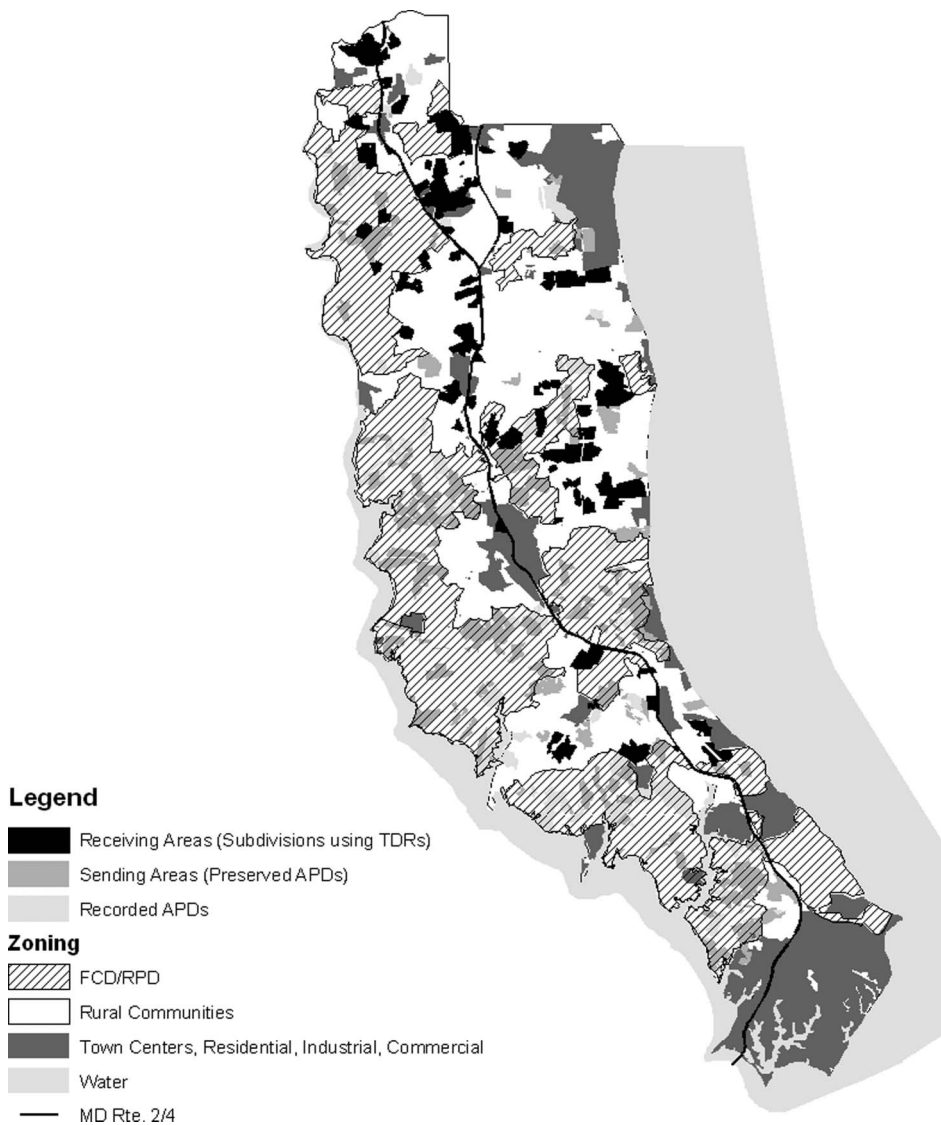 Legend
Receiving Areas (Subdivisions using TDRs)
Sending Areas (Preserved APDs)
Recorded APDs
Zoning
FCD/RPD
Rural Communities
Town Centers, Residential, Industrial, Commercial
Water
MD Rte. 2/4